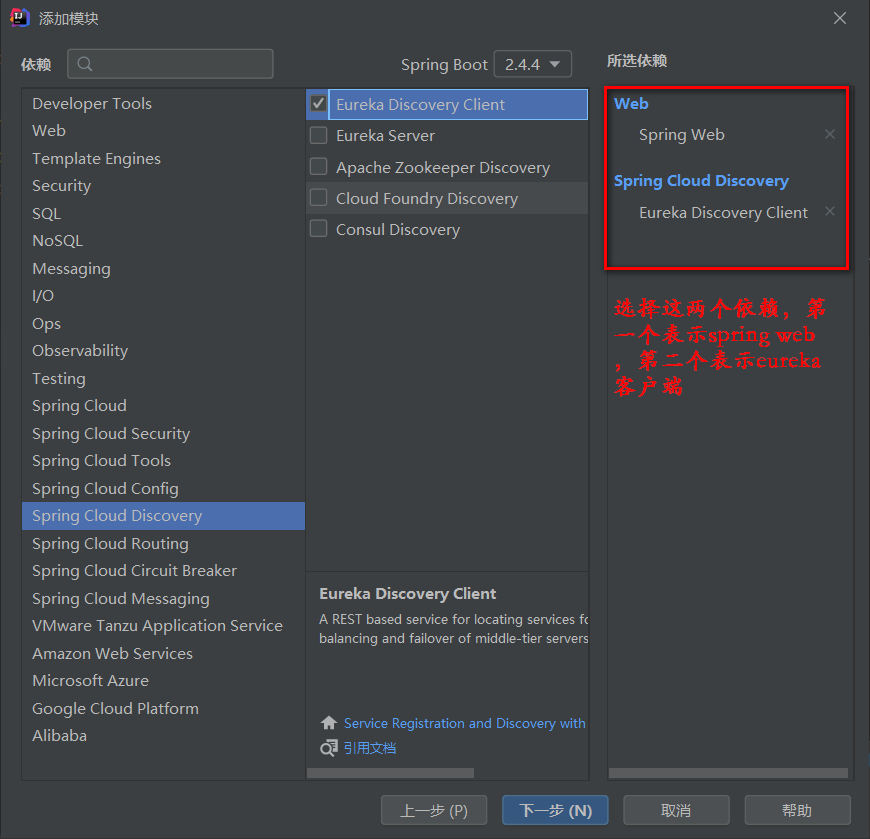 添加模块
依赖
Spring Boot 2.4.4
所选依赖
Developer Tools
Web
Template Engines
Security
SQL
NoSQL
Messaging
I/O
Ops
Observability
Testing
Spring Cloud
Spring Cloud Security
Spring Cloud Tools
Spring Cloud Config
Spring Cloud Discovery
Spring Cloud Routing
Spring Cloud Circuit Breaker
Spring Cloud Messaging
VMware Tanzu Application Service
Amazon Web Services
Microsoft Azure
Google Cloud Platform
Alibaba
Eureka Discovery Client
Eureka Server
Apache Zookeeper Discovery
Cloud Foundry Discovery
Consul Discovery
Eureka Discovery Client
A REST based service for locating services fo
balancing and failover of middle-tier servers
Service Registration and Discovery with
引用文档
Web
Spring Web
Spring Cloud Discovery
Eureka Discovery Client
选择这两个依赖，第
一个表示spring web
，第二个表示eureka
客户端
上一步 (P)
下一步 (N)
取消
帮助